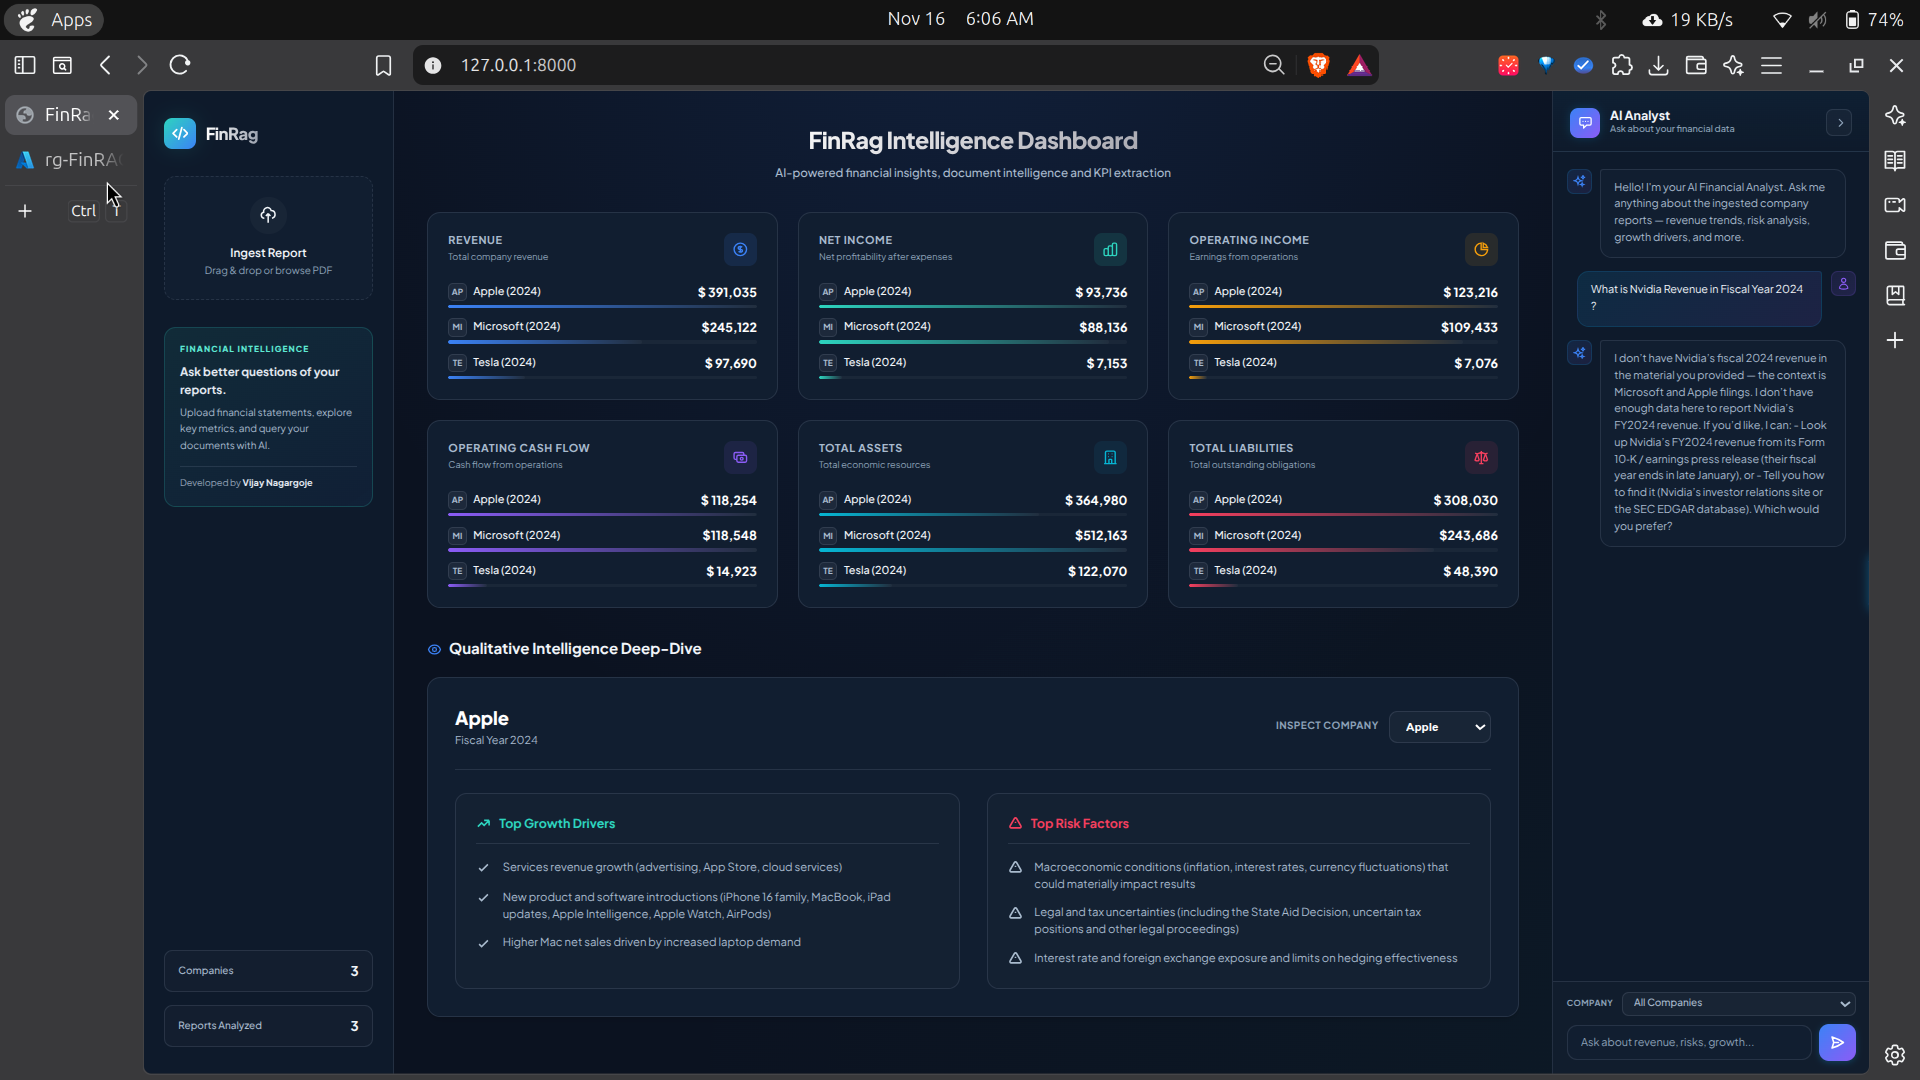 Apps
Nov 16 6:06 AM
19 KB/s
74%
127.0.0.1:8000
FinRa
rg-FinRA
Ctrl
FinRag
Ingest Report
Drag & drop or browse PDF
FINANCIAL INTELLIGENCE
Ask better questions of your
reports.
Upload financial statements, explore
key metrics, and query your
documents with AI.
Developed by Vijay Nagargoje
Companies 3
Reports Analyzed 3
FinRag Intelligence Dashboard
AI-powered financial insights, document intelligence and KPI extraction
REVENUE
Total company revenue
AP Apple (2024) $ 391,035
MI Microsoft (2024) $245,122
TE Tesla (2024) $ 97,690
NET INCOME
Net profitability after expenses
AP Apple (2024) $ 93,736
MI Microsoft (2024) $88,136
TE Tesla (2024) $ 7,153
OPERATING INCOME
Earnings from operations
AP Apple (2024) $ 123,216
MI Microsoft (2024) $109,433
TE Tesla (2024) $ 7,076
OPERATING CASH FLOW
Cash flow from operations
AP Apple (2024) $ 118,254
MI Microsoft (2024) $118,548
TE Tesla (2024) $ 14,923
TOTAL ASSETS
Total economic resources
AP Apple (2024) $ 364,980
MI Microsoft (2024) $512,163
TE Tesla (2024) $ 122,070
TOTAL LIABILITIES
Total outstanding obligations
AP Apple (2024) $ 308,030
MI Microsoft (2024) $243,686
TE Tesla (2024) $ 48,390
Qualitative Intelligence Deep-Dive
Apple
Fiscal Year 2024
INSPECT COMPANY Apple
Top Growth Drivers
Services revenue growth (advertising, App Store, cloud services)
New product and software introductions (iPhone 16 family, MacBook, iPad
updates, Apple Intelligence, Apple Watch, AirPods)
Higher Mac net sales driven by increased laptop demand
Top Risk Factors
Macroeconomic conditions (inflation, interest rates, currency fluctuations) that
could materially impact results
Legal and tax uncertainties (including the State Aid Decision, uncertain tax
positions and other legal proceedings)
Interest rate and foreign exchange exposure and limits on hedging effectiveness
AI Analyst
Ask about your financial data
Hello! I'm your AI Financial Analyst. Ask me
anything about the ingested company
reports — revenue trends, risk analysis,
growth drivers, and more.
What is Nvidia Revenue in Fiscal Year 2024
?
I don't have Nvidia's fiscal 2024 revenue in
the material you provided — the context is
Microsoft and Apple filings. I don't have
enough data here to report Nvidia's
FY2024 revenue. If you'd like, I can: - Look
up Nvidia's FY2024 revenue from its Form
10-K / earnings press release (their fiscal
year ends in late January), or - Tell you how
to find it (Nvidia's investor relations site or
the SEC EDGAR database). Which would
you prefer?
COMPANY All Companies
Ask about revenue, risks, growth...